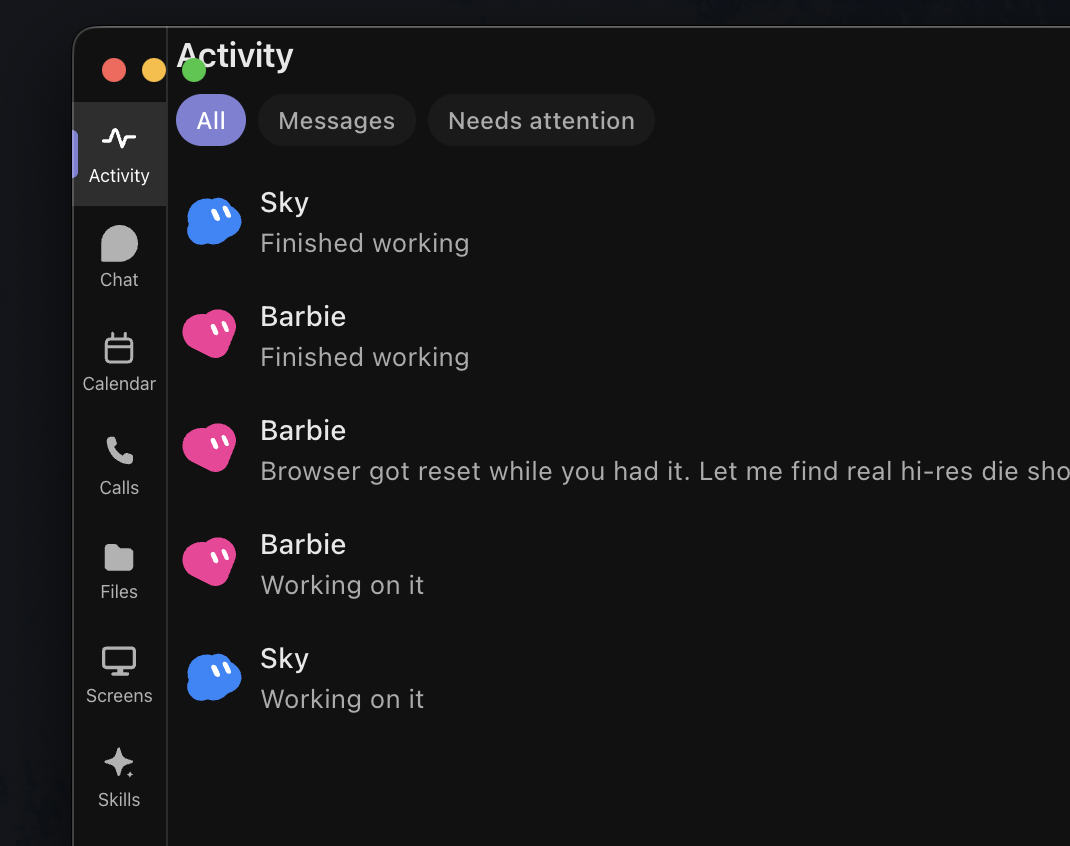 Activity
All
Messages
Needs attention
Activity
Chat
Calendar
Calls
Files
Screens
Skills
Sky
Finished working
Barbie
Finished working
Barbie
Browser got reset while you had it. Let me find real hi-res die sho
Barbie
Working on it
Sky
Working on it